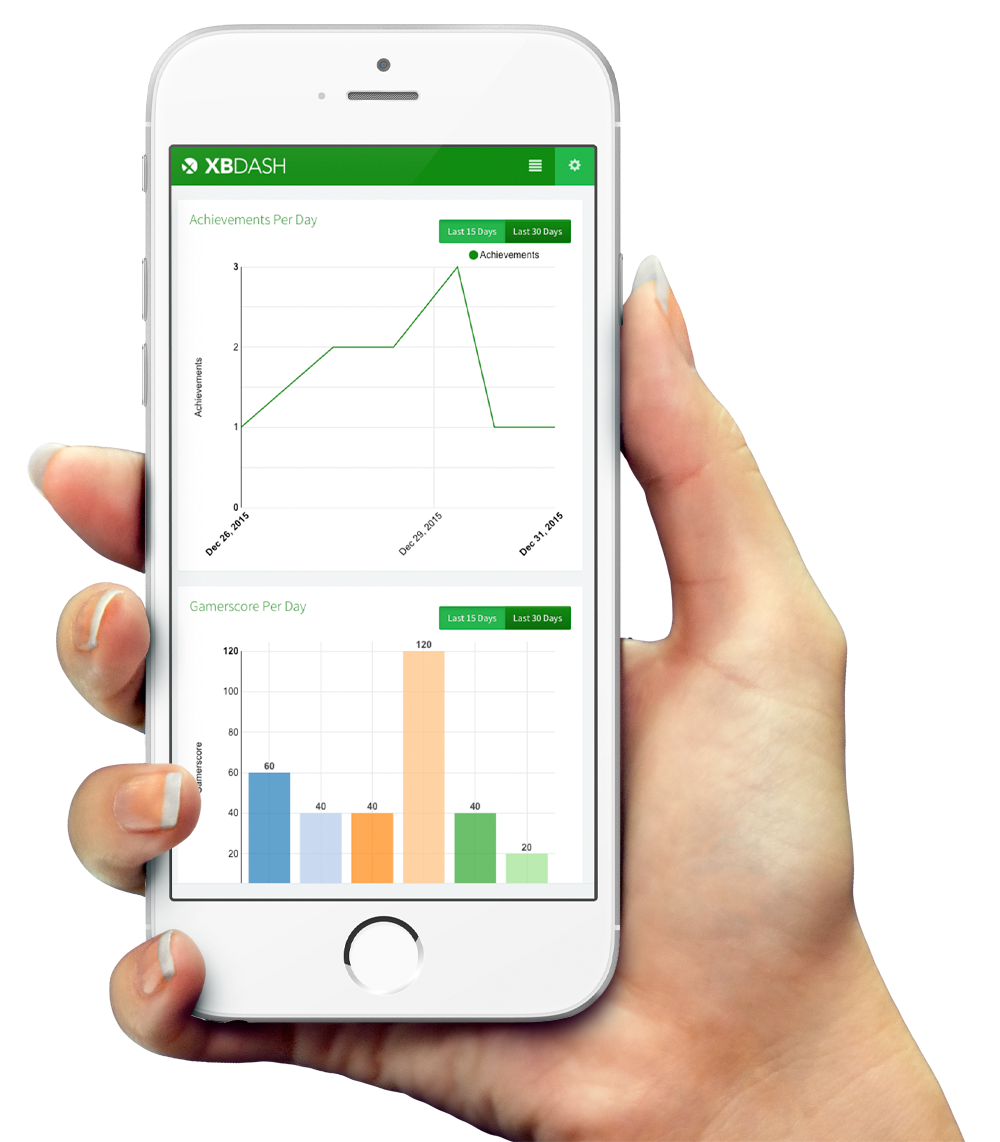 XBDASH
Achievements Per Day
Last 15 Days Last 30 Days
Achievements
3
2
1
0
Achievements
Dec 26, 2015
Dec 29, 2015
Dec 31, 2015
Gamerscore Per Day
Last 15 Days Last 30 Days
120
100
80
60
40
20
Gamerscore
60
40
40
120
40
20